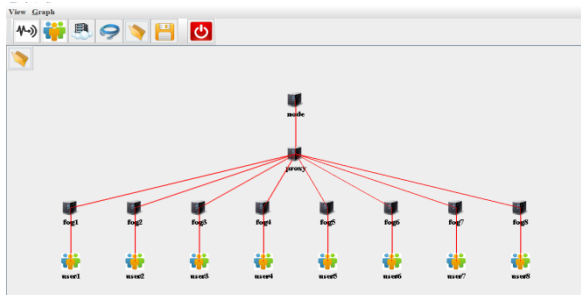 View Graph
node
proxy
fog1 fog2 fog3 fog4 fog5 fog6 fog7 fog8
user1 user2 user3 user4 user5 user6 user7 user8